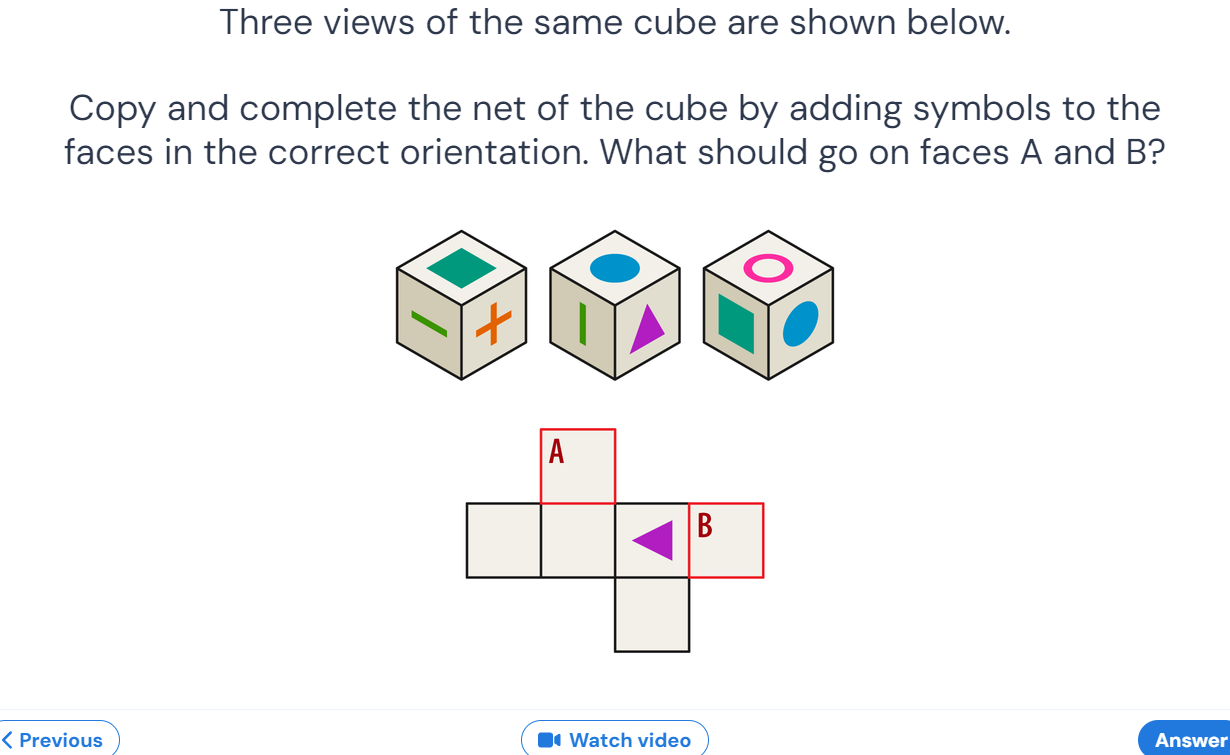 Three views of the same cube are shown below.
Copy and complete the net of the cube by adding symbols to the
faces in the correct orientation. What should go on faces A and B?
A
B
Previous
Watch video
Answer